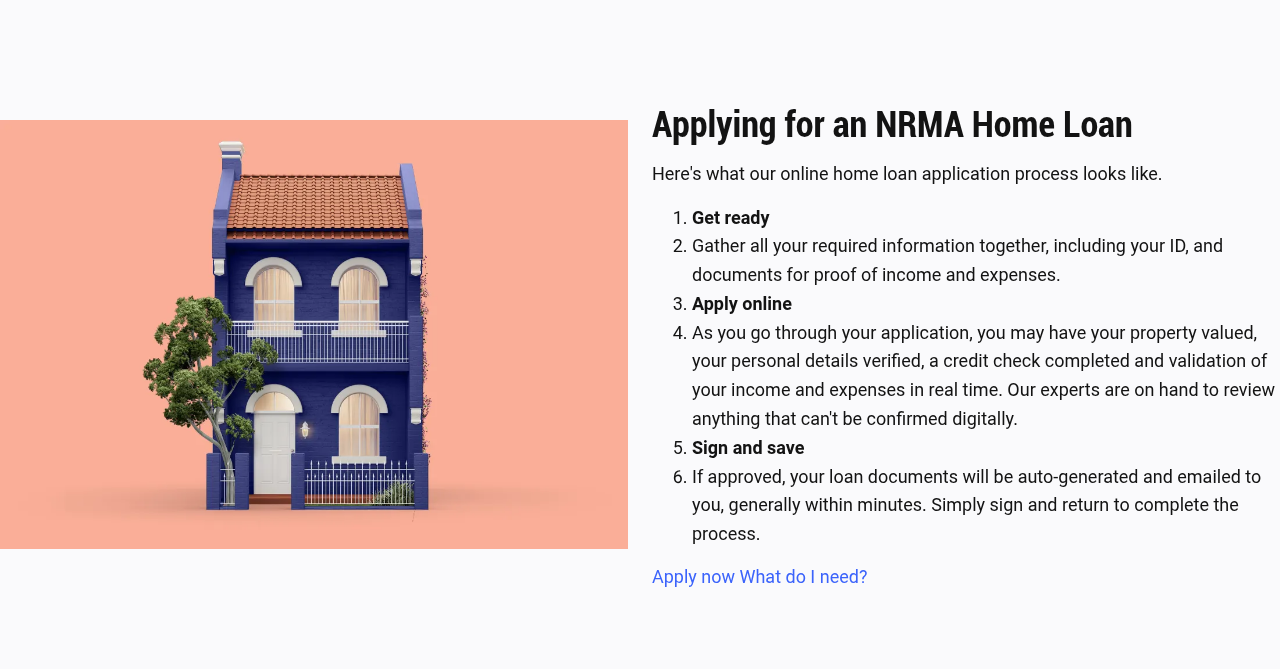 Applying for an NRMA Home Loan
Here's what our online home loan application process looks like.
1. Get ready
2. Gather all your required information together, including your ID, and
documents for proof of income and expenses.
3. Apply online
4. As you go through your application, you may have your property valued,
your personal details verified, a credit check completed and validation of
your income and expenses in real time. Our experts are on hand to review
anything that can't be confirmed digitally.
5. Sign and save
6. If approved, your loan documents will be auto-generated and emailed to
you, generally within minutes. Simply sign and return to complete the
process.
Apply now What do I need?